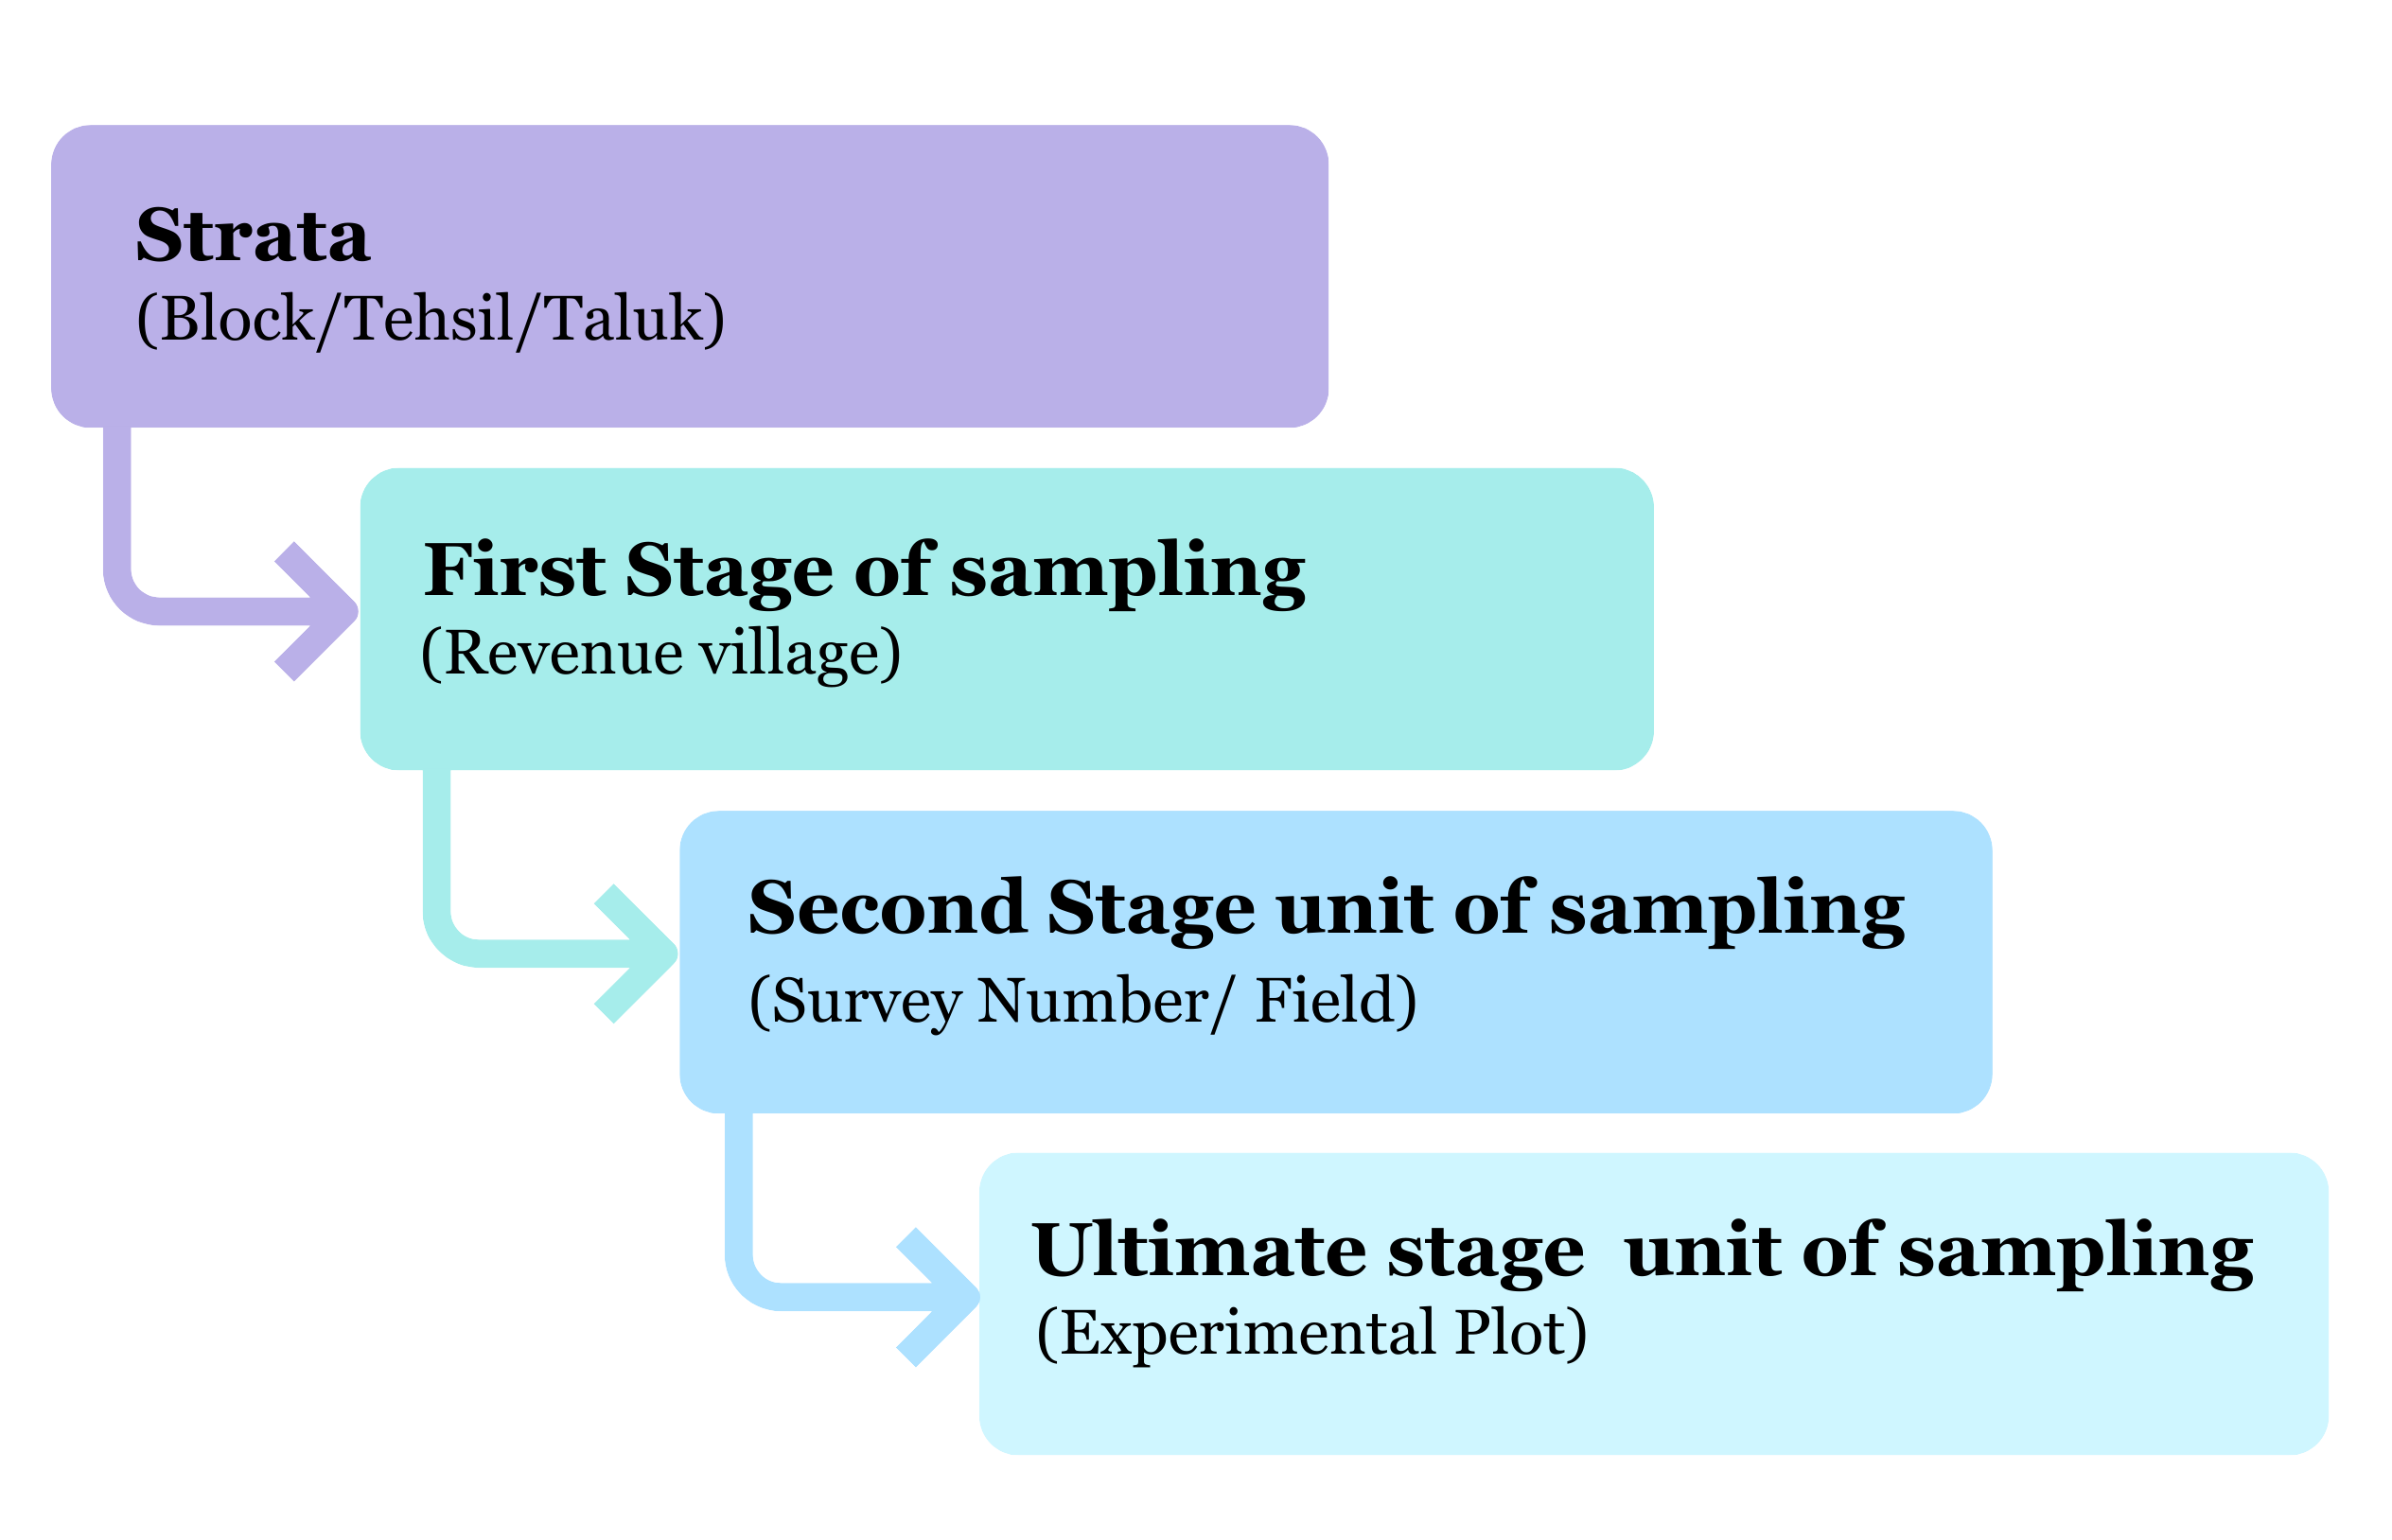 Strata
(Block/Tehsil/Taluk)
First Stage of sampling
(Revenue village)
Second Stage unit of sampling
(Survey Number/ Field)
Ultimate stage  unit of sampling
(Experimental Plot)